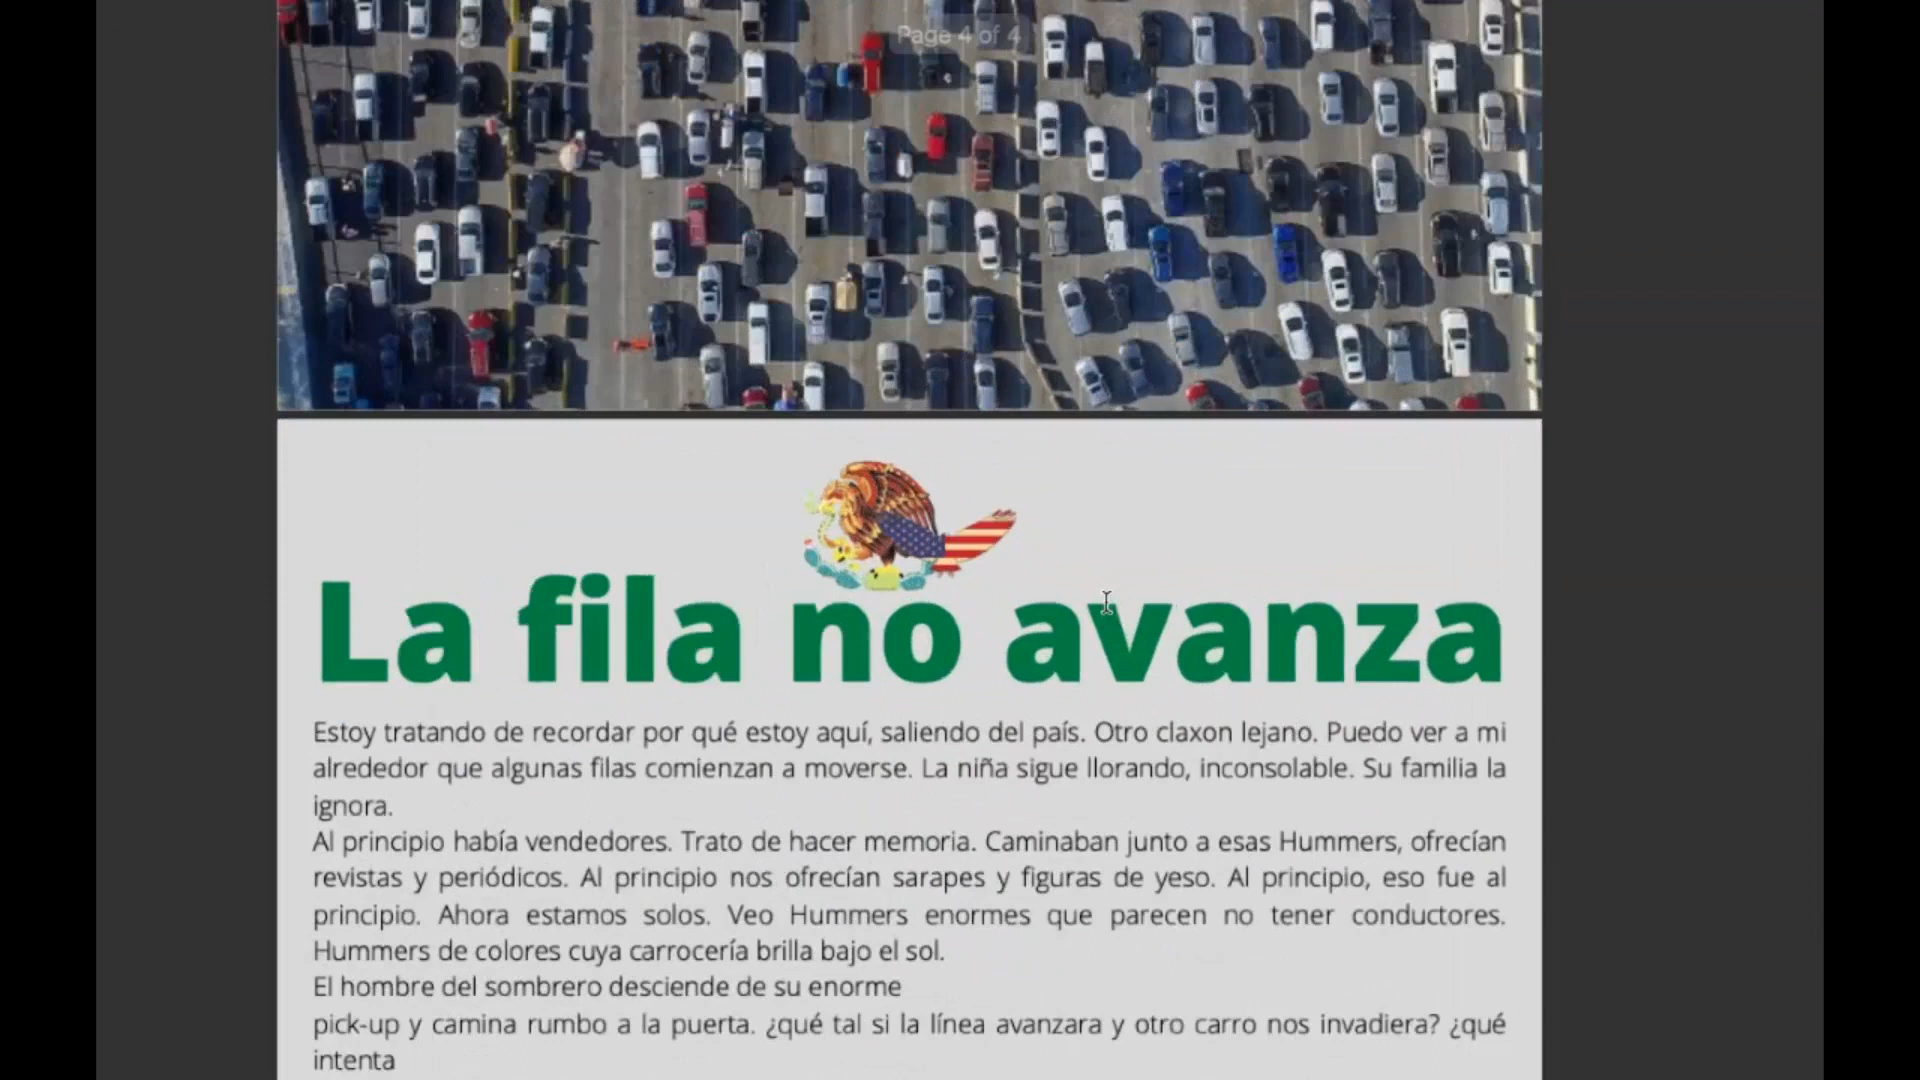 Page 4 of 4
La fila no avanza
Estoy tratando de recordar por qué estoy aquí, saliendo del país. Otro claxon lejano. Puedo ver a mi
alrededor que algunas filas comienzan a moverse. La niña sigue llorando, inconsolable. Su familia la
ignora.
Al principio había vendedores. Trato de hacer memoria. Caminaban junto a esas Hummers, ofrecían
revistas y periódicos. Al principio nos ofrecían sarapes y figuras de yeso. Al principio, eso fue al
principio. Ahora estamos solos. Veo Hummers enormes que parecen no tener conductores.
Hummers de colores cuya carrocería brilla bajo el sol.
El hombre del sombrero desciende de su enorme
pick-up y camina rumbo a la puerta. ¿qué tal si la línea avanzara y otro carro nos invadiera? ¿qué
intenta